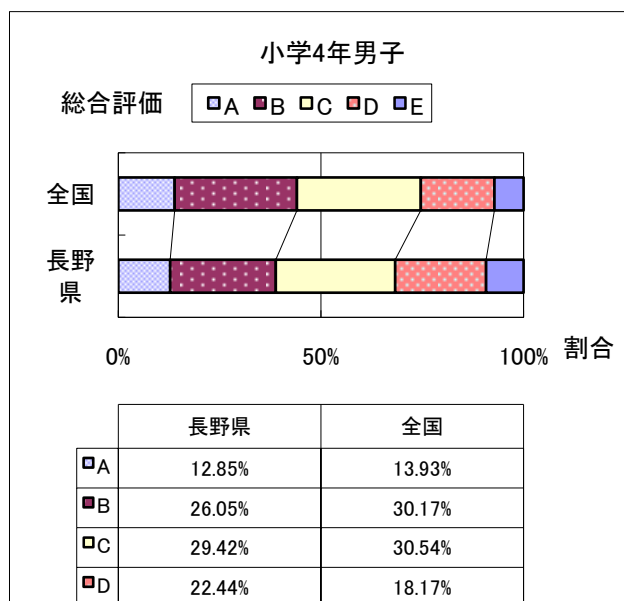 小学4年男子
総合評価 A B C D E
全国
長野
県
0% 50% 100% 割合
長野県 全国
A 12.85% 13.93%
B 26.05% 30.17%
C 29.42% 30.54%
D 22.44% 18.17%